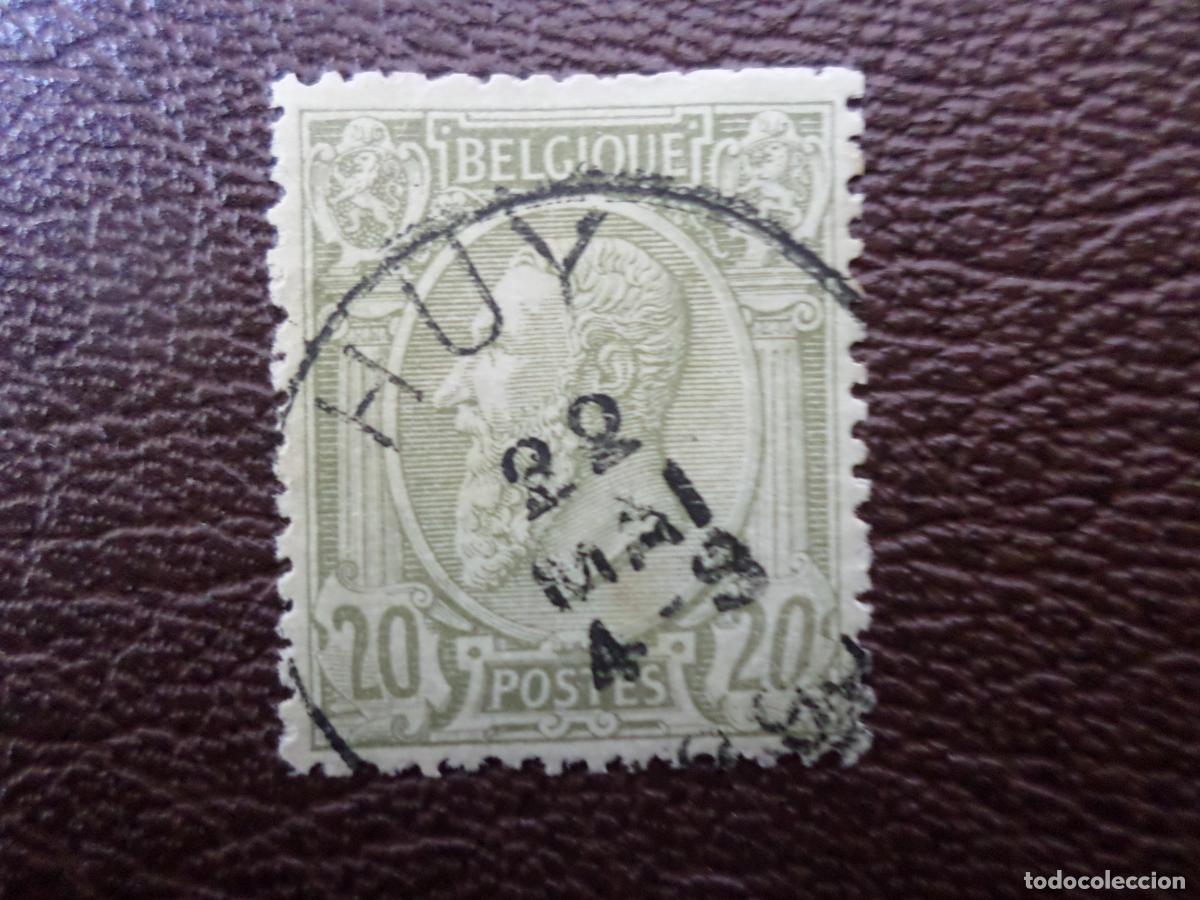 BELGIQUE
HUY
22
MAI
4-S
20 POSTES 20
todocoleccion